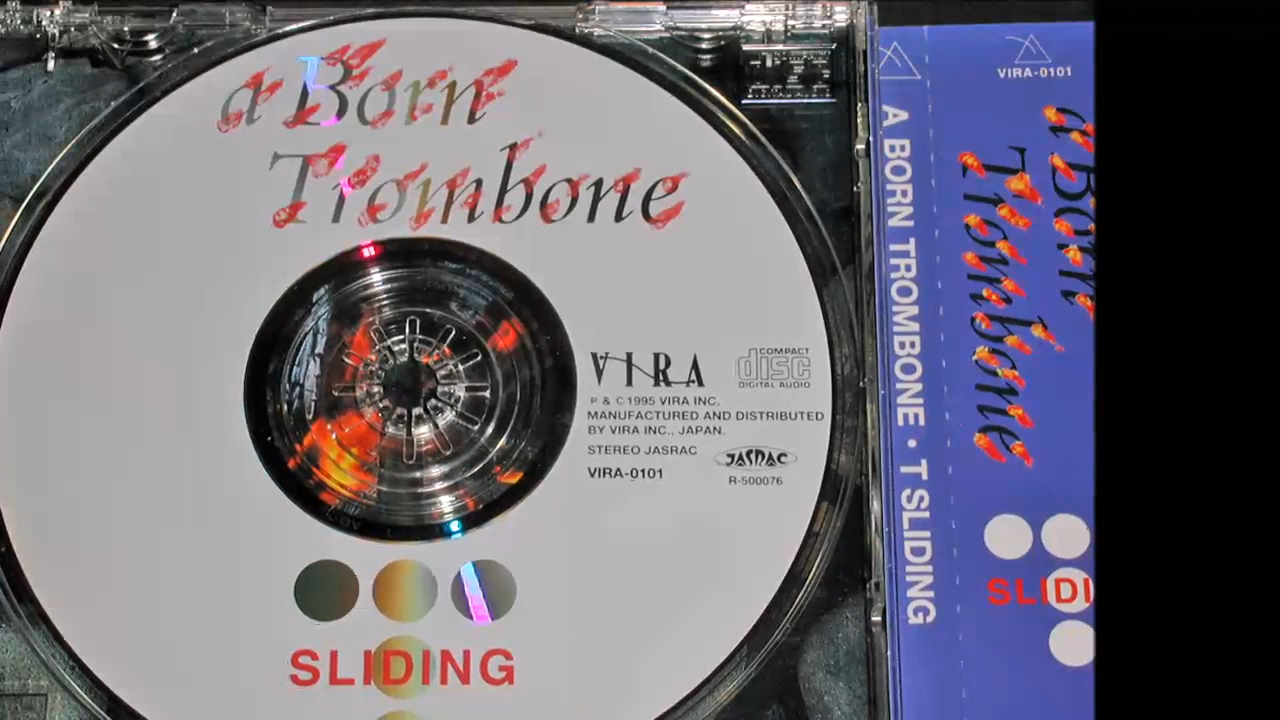 a Born
Trombone
VIRA
COMPACT
disc
DIGITAL AUDIO
P & C 1995 VIRA INC.
MANUFACTURED AND DISTRIBUTED
BY VIRA INC., JAPAN.
STEREO JASRAC
JASRAC
VIRA-0101
R-500076
SLIDING
A BORN TROMBONE • T SLIDING
VIRA-0101
a Born
Trombone
SLIDI